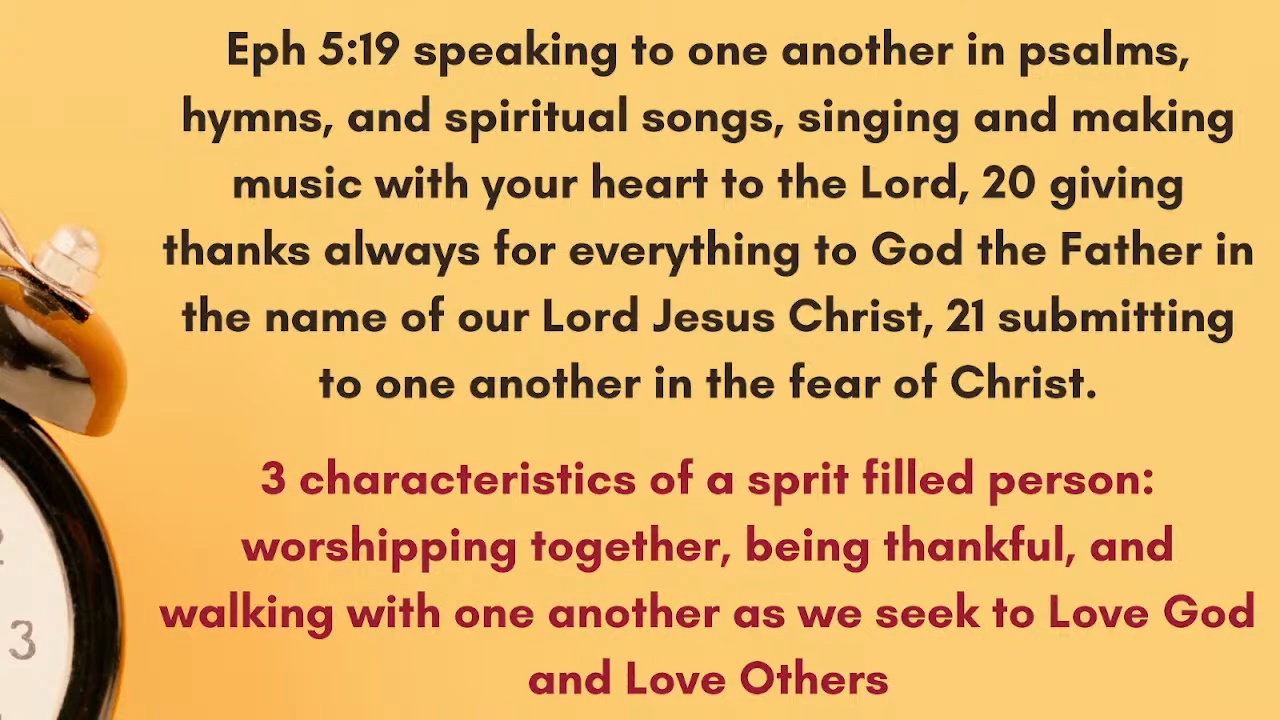 Eph 5:19 speaking to one another in psalms,
hymns, and spiritual songs, singing and making
music with your heart to the Lord, 20 giving
thanks always for everything to God the Father in
the name of our Lord Jesus Christ, 21 submitting
to one another in the fear of Christ.
3 characteristics of a sprit filled person:
worshipping together, being thankful, and
walking with one another as we seek to Love God
and Love Others
3